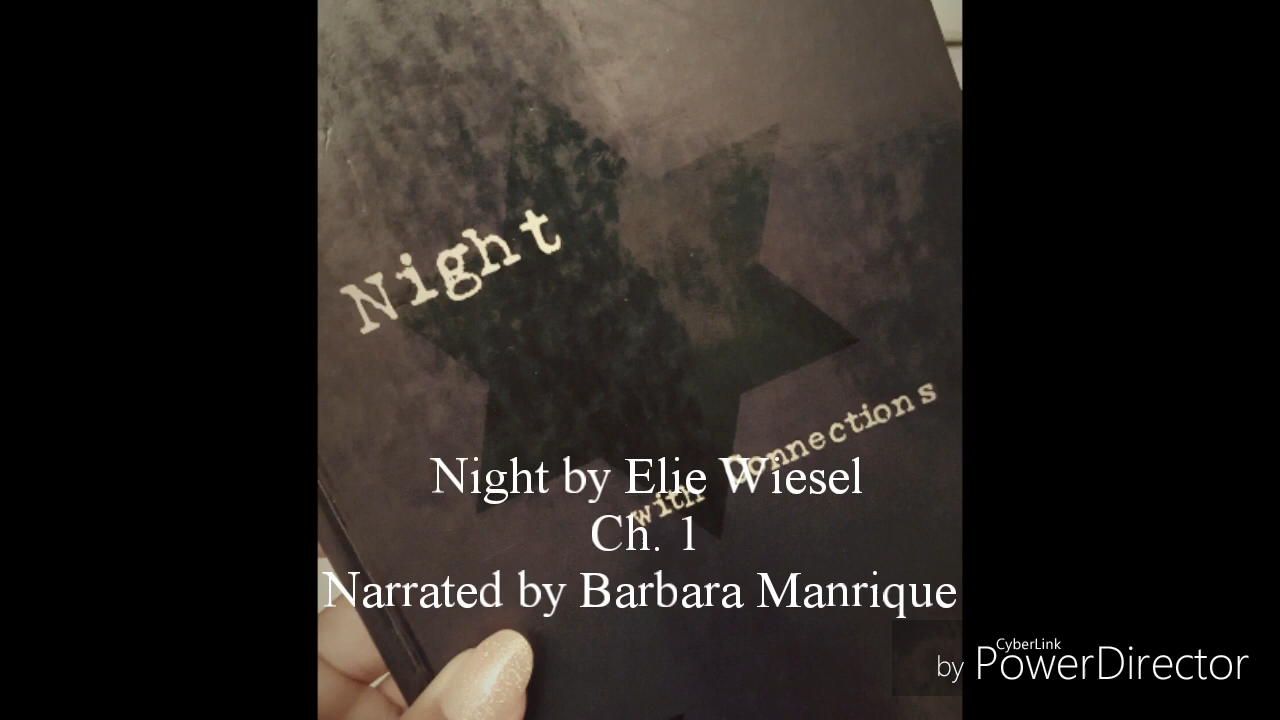 Night
with Connections
Night by Elie Wiesel
Ch. 1
Narrated by Barbara Manrique
CyberLink
by PowerDirector